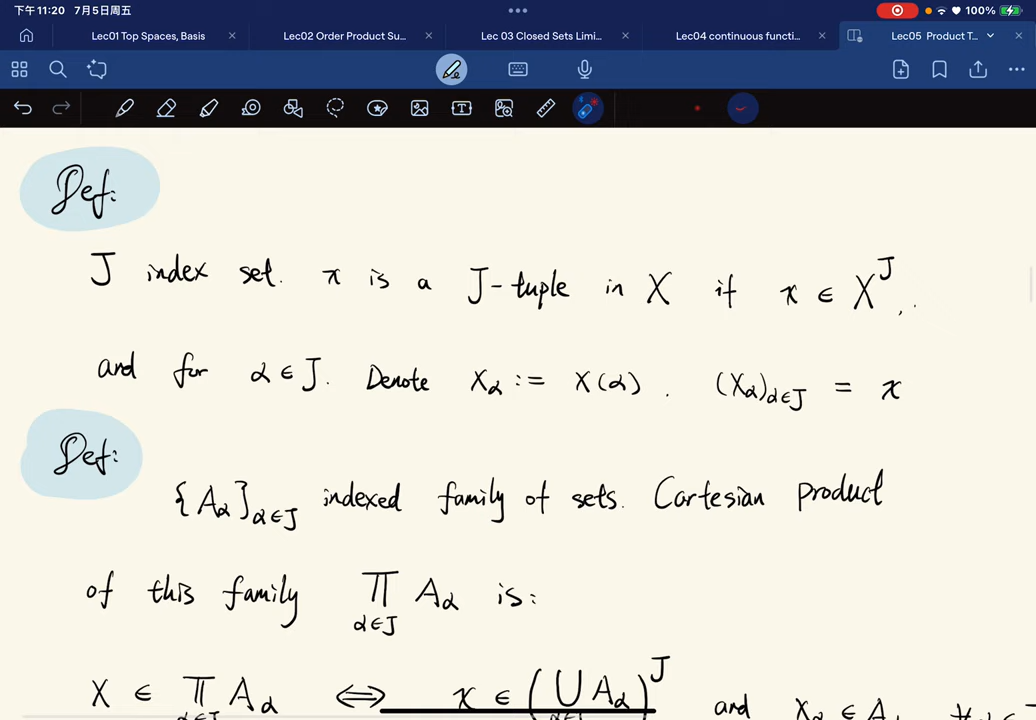 下午11:20 7月5日周五
100%
Lec01 Top Spaces, Basis
Lec02 Order Product Su...
Lec 03 Closed Sets Limi...
Lec04 continuous functi...
Lec05 Product T...
Def:
J index set. x is a J-tuple in X if x ∈ X^J,.
and for α ∈ J. Denote X_α := X(α). (X_α)_{α∈J} = x
Def:
{A_α}_{α∈J} indexed family of sets. Cartesian product
of this family ∏_{α∈J} A_α is:
X ∈ ∏_{α∈J} A_α ⟺ x ∈ (⋃_{α∈J} A_α)^J and X_α ∈ A